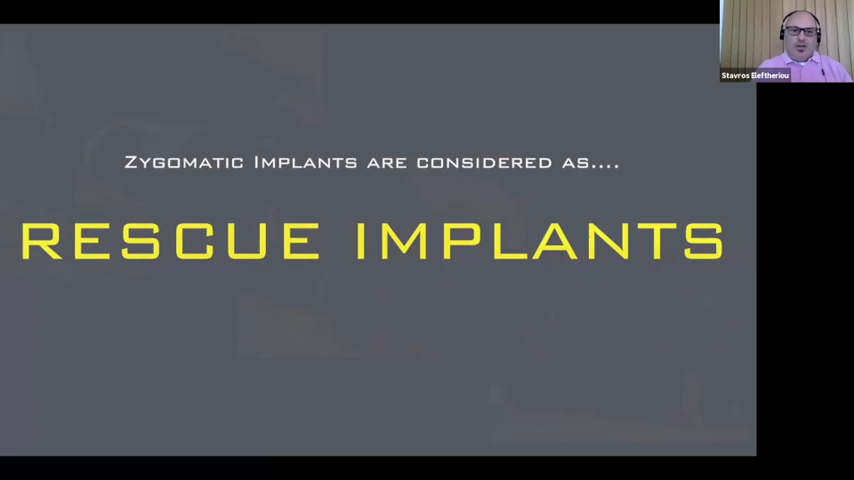 Zygomatic Implants are considered as....
RESCUE IMPLANTS
Stavros Eleftheriou